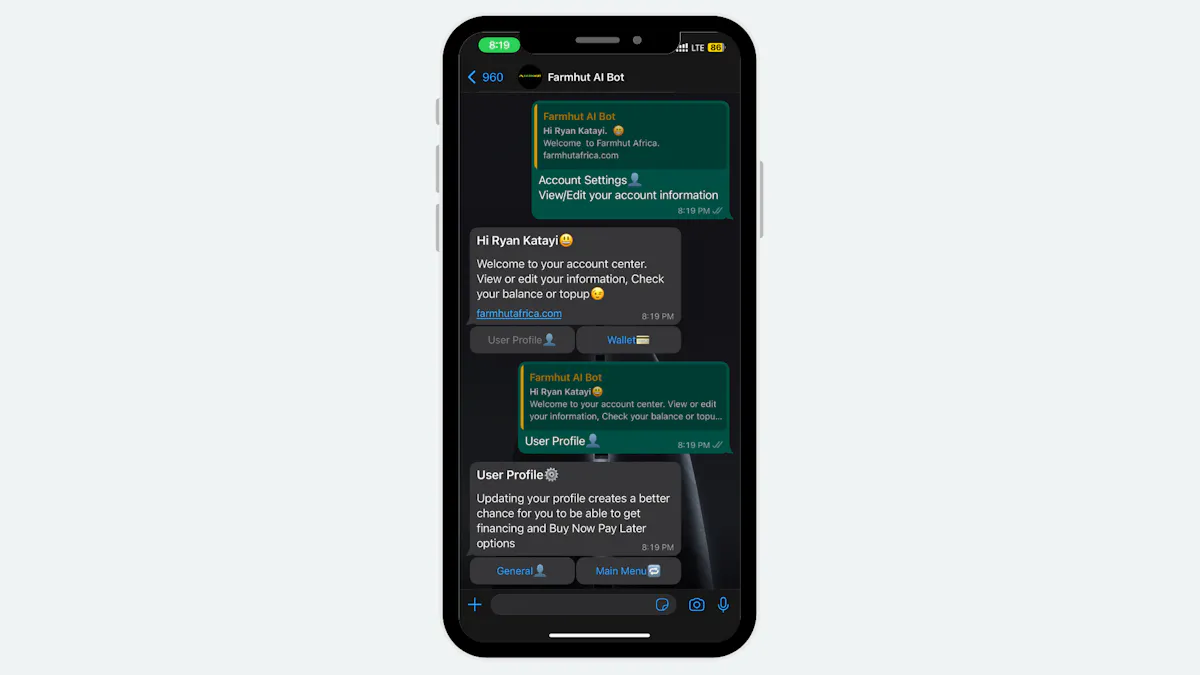 8:19
LTE 86
960
Farmhut AI Bot
Farmhut AI Bot
Hi Ryan Katayi. 😀
Welcome to Farmhut Africa.
farmhutafrica.com
Account Settings👤
View/Edit your account information
8:19 PM
Hi Ryan Katayi😃
Welcome to your account center.
View or edit your information, Check
your balance or topup😉
farmhutafrica.com
8:19 PM
User Profile👤
Wallet💳
Farmhut AI Bot
Hi Ryan Katayi😃
Welcome to your account center. View or edit
your information, Check your balance or topu...
User Profile👤
8:19 PM
User Profile⚙️
Updating your profile creates a better
chance for you to be able to get
financing and Buy Now Pay Later
options
8:19 PM
General👤
Main Menu🔁